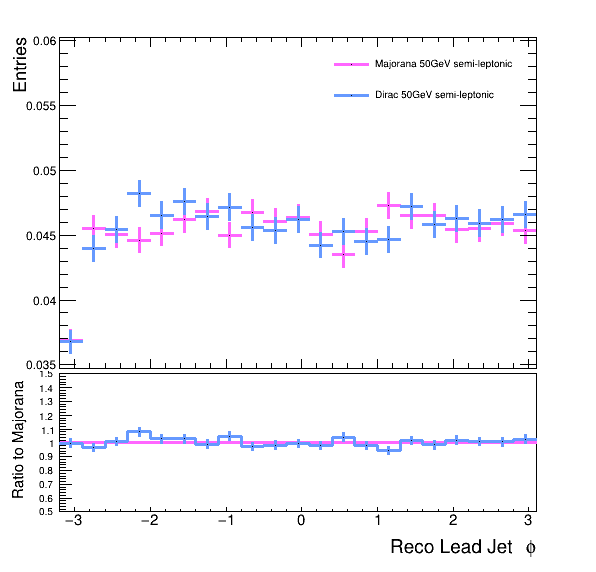 Entries
0.06
0.055
0.05
0.045
0.04
0.035
Majorana 50GeV semi-leptonic
Dirac 50GeV semi-leptonic
Ratio to Majorana
1.5
1.4
1.3
1.2
1.1
1
0.9
0.8
0.7
0.6
0.5
−3 −2 −1 0 1 2 3
Reco Lead Jet ϕ